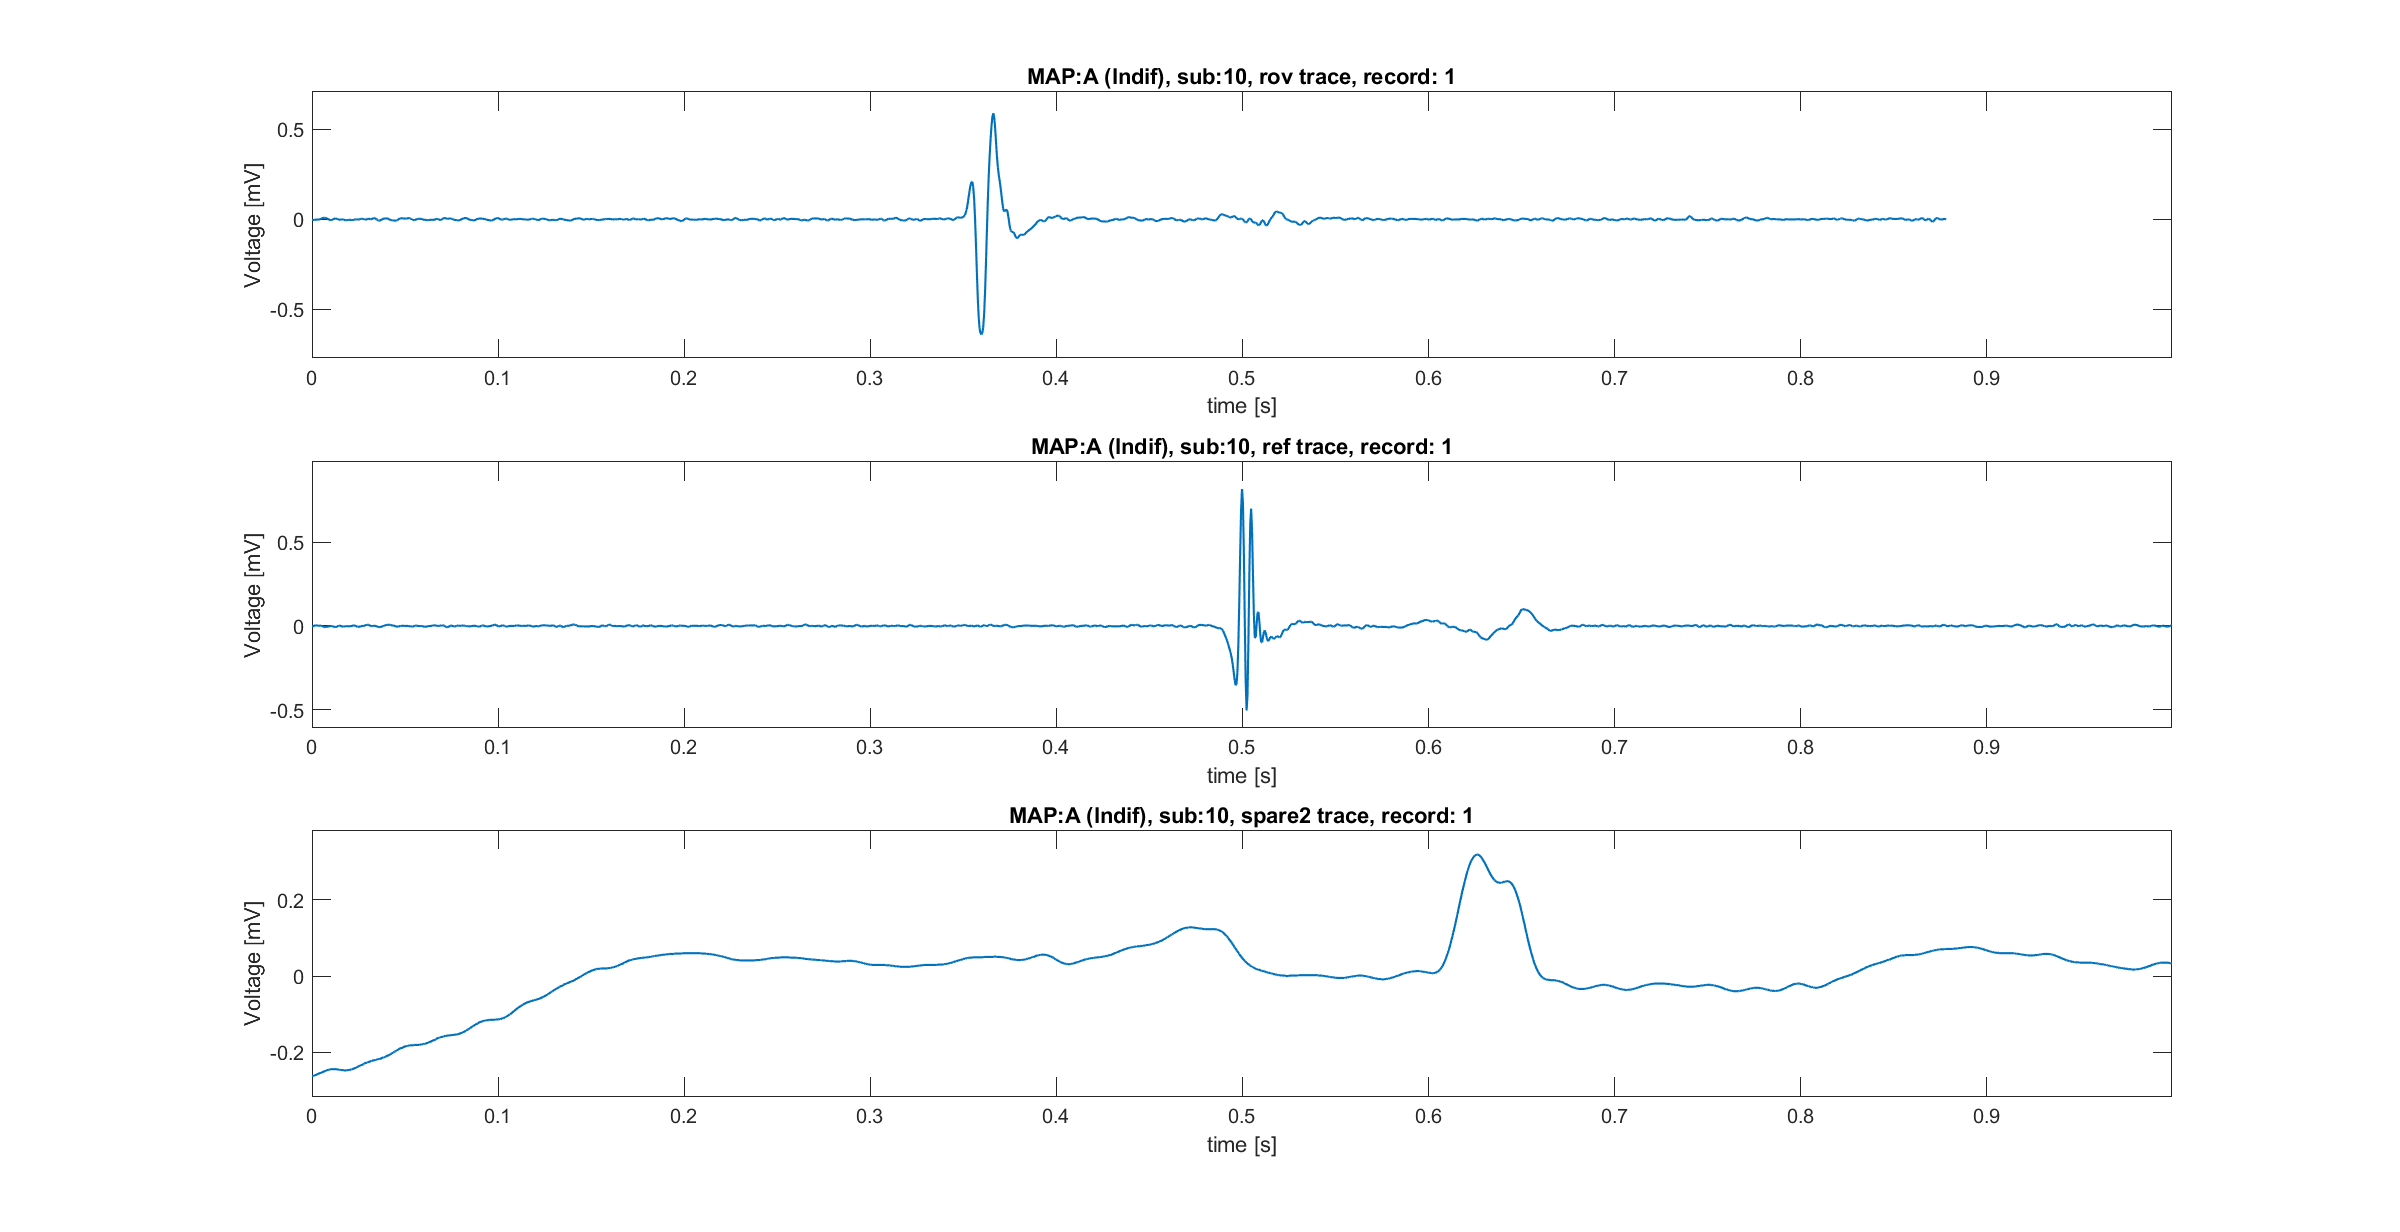 MAP:A (Indif), sub:10, rov trace, record: 1
Voltage [mV]
0.5
0
-0.5
0 0.1 0.2 0.3 0.4 0.5 0.6 0.7 0.8 0.9
time [s]
MAP:A (Indif), sub:10, ref trace, record: 1
Voltage [mV]
0.5
0
-0.5
0 0.1 0.2 0.3 0.4 0.5 0.6 0.7 0.8 0.9
time [s]
MAP:A (Indif), sub:10, spare2 trace, record: 1
Voltage [mV]
0.2
0
-0.2
0 0.1 0.2 0.3 0.4 0.5 0.6 0.7 0.8 0.9
time [s]